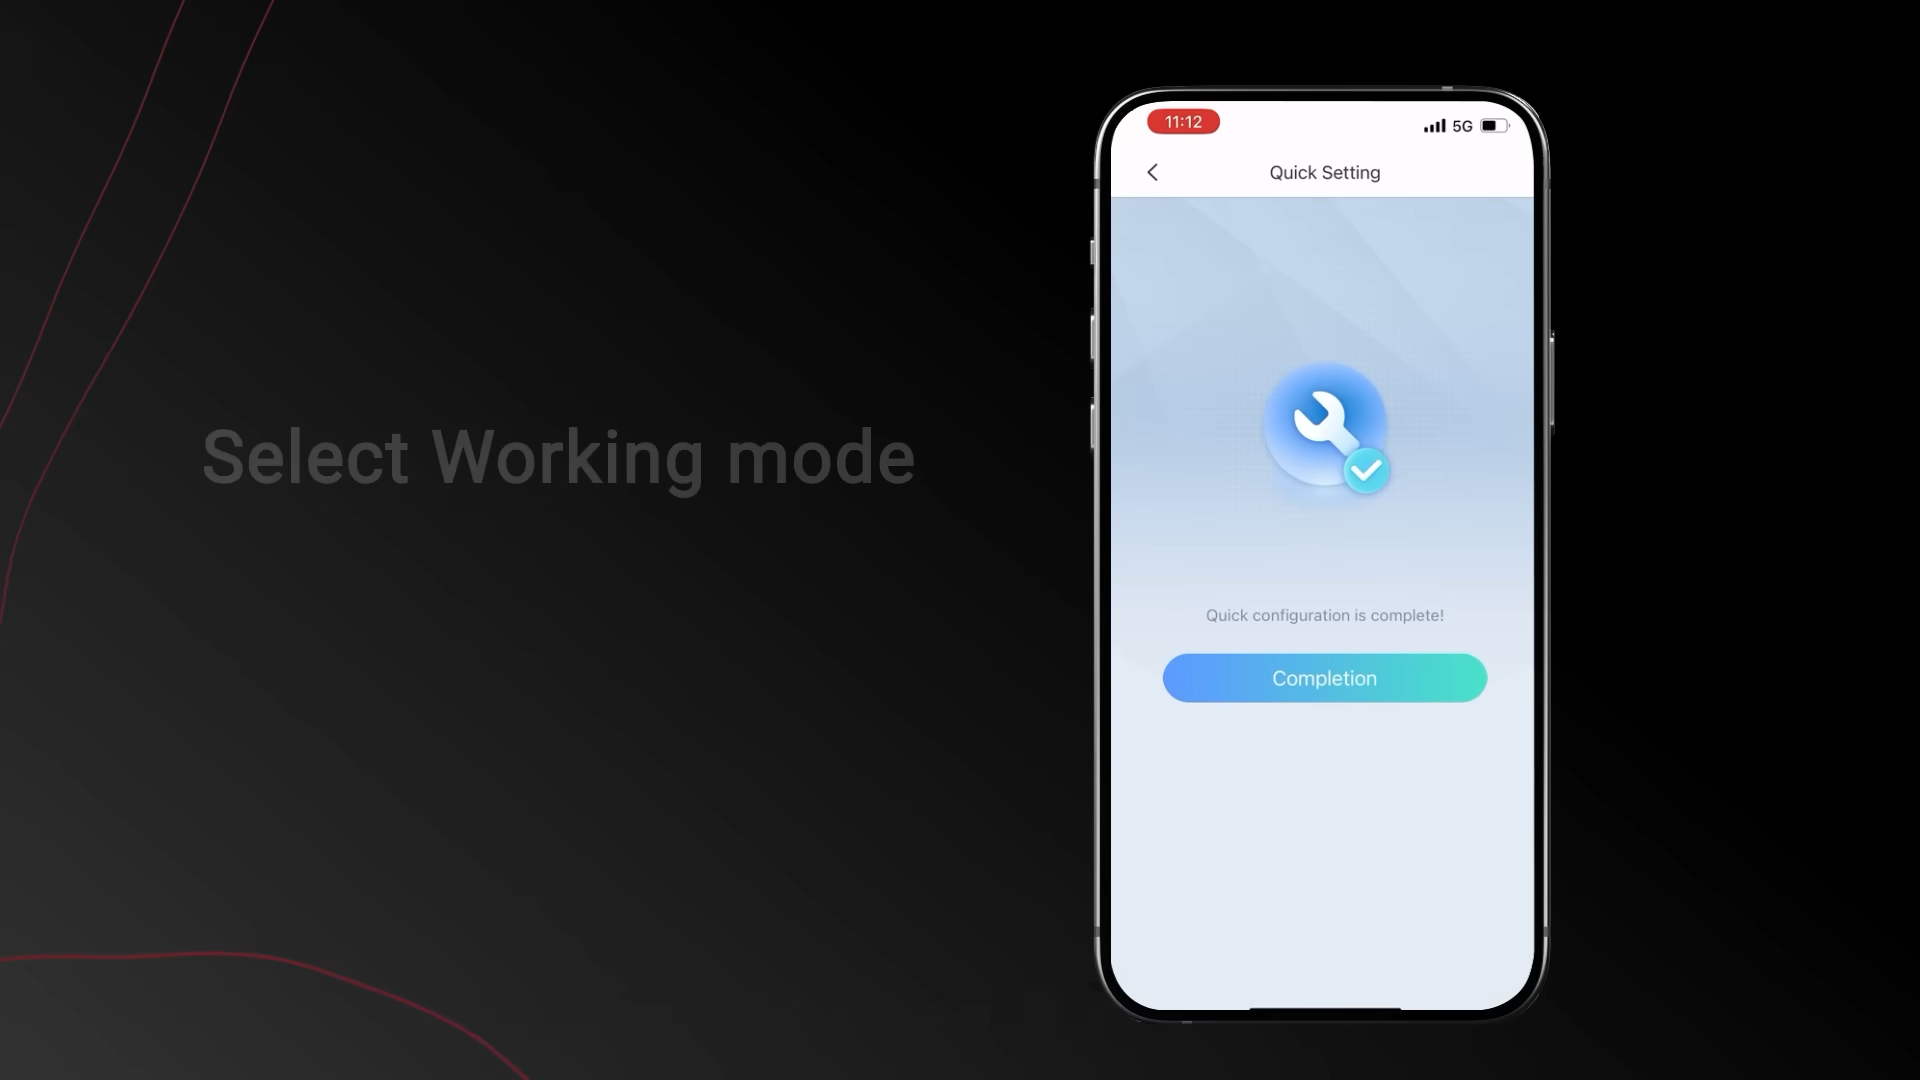 Select Working mode
11:12
5G
Quick Setting
Quick configuration is complete!
Completion